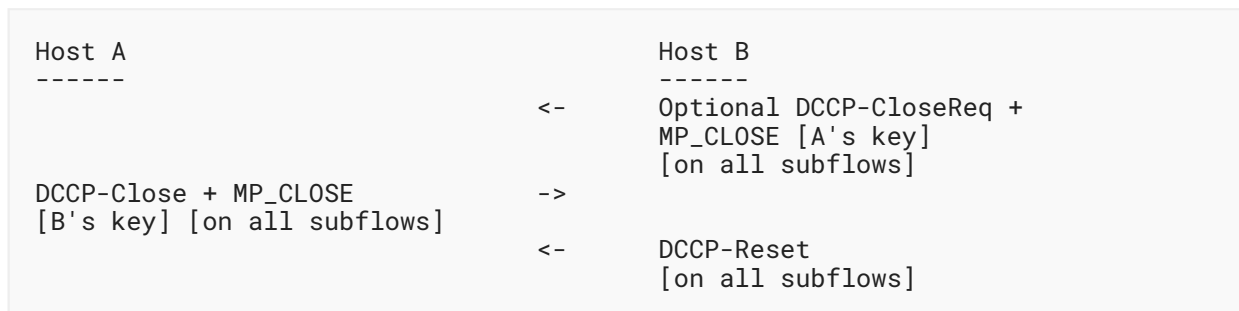 Host A                                Host B
------                                ------
                               <-     Optional DCCP-CloseReq +
                                      MP_CLOSE [A's key]
                                      [on all subflows]
DCCP-Close + MP_CLOSE          ->
[B's key] [on all subflows]
                               <-     DCCP-Reset
                                      [on all subflows]